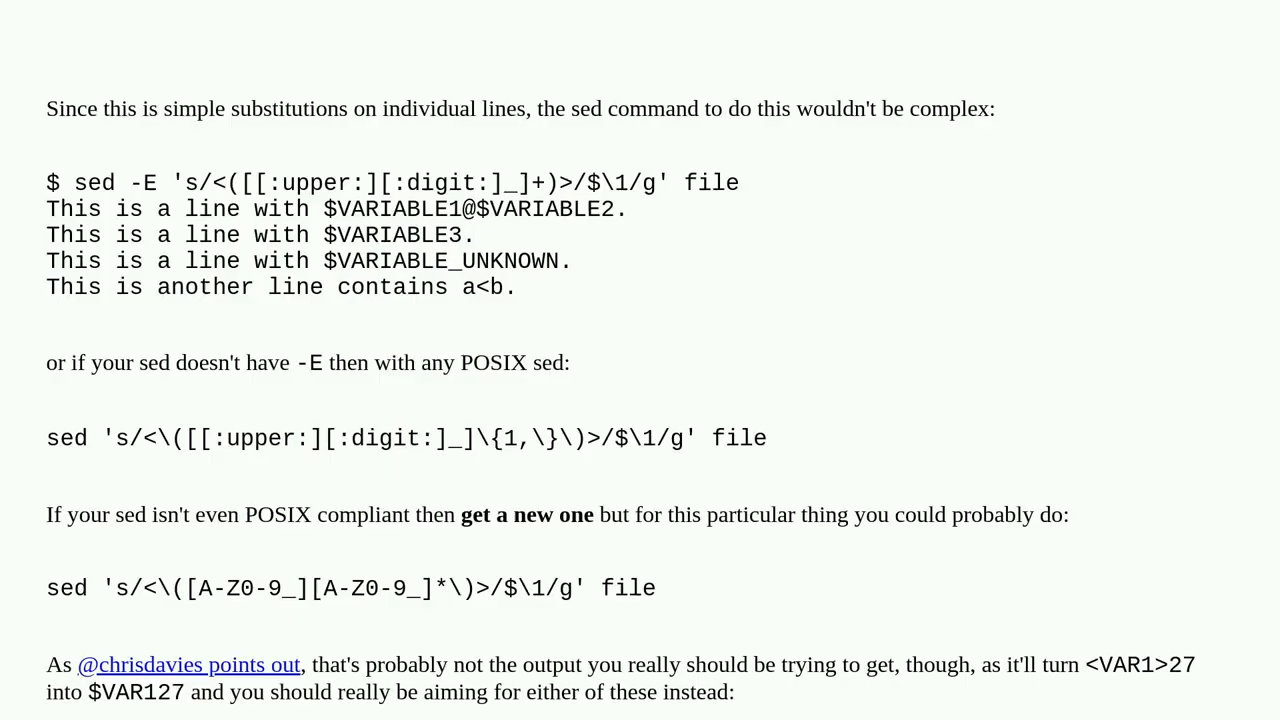 Since this is simple substitutions on individual lines, the sed command to do this wouldn't be complex:
$ sed -E 's/<([[:upper:][:digit:]_]+)>/$\1/g' file
This is a line with $VARIABLE1@$VARIABLE2.
This is a line with $VARIABLE3.
This is a line with $VARIABLE_UNKNOWN.
This is another line contains a<b.
or if your sed doesn't have -E then with any POSIX sed:
sed 's/<\([[:upper:][:digit:]_]\{1,\}\)>/$\1/g' file
If your sed isn't even POSIX compliant then get a new one but for this particular thing you could probably do:
sed 's/<\([A-Z0-9_][A-Z0-9_]*\)>/$\1/g' file
As @chrisdavies points out, that's probably not the output you really should be trying to get, though, as it'll turn <VAR1>27
into $VAR127 and you should really be aiming for either of these instead: